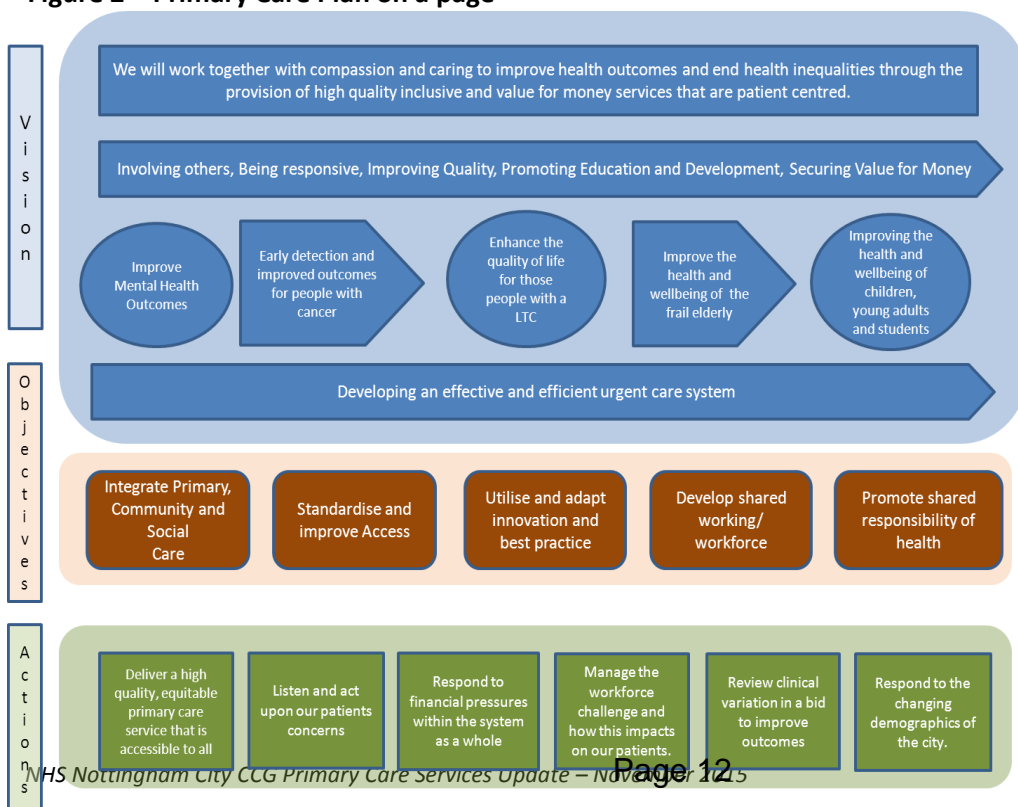 Figure 2 – Primary Care Plan on a page
Vision
We will work together with compassion and caring to improve health outcomes and end health inequalities through the
provision of high quality inclusive and value for money services that are patient centred.
Involving others, Being responsive, Improving Quality, Promoting Education and Development, Securing Value for Money
Improve
Mental Health
Outcomes
Early detection and
improved outcomes
for people with
cancer
Enhance the
quality of life
for those
people with a
LTC
Improve the
health and
wellbeing of the
frail elderly
Improving the
health and
wellbeing of
children,
young adults
and students
Developing an effective and efficient urgent care system
Objectives
Integrate Primary,
Community and
Social
Care
Standardise and
improve Access
Utilise and adapt
innovation and
best practice
Develop shared
working/
workforce
Promote shared
responsibility of
health
Actions
Deliver a high
quality, equitable
primary care
service that is
accessible to all
Listen and act
upon our patients
concerns
Respond to
financial pressures
within the system
as a whole
Manage the
workforce
challenge and
how this impacts
on our patients.
Review clinical
variation in a bid
to improve
outcomes
Respond to the
changing
demographics of
the city.
NHS Nottingham City CCG Primary Care Services Update – November 2015
Page 12